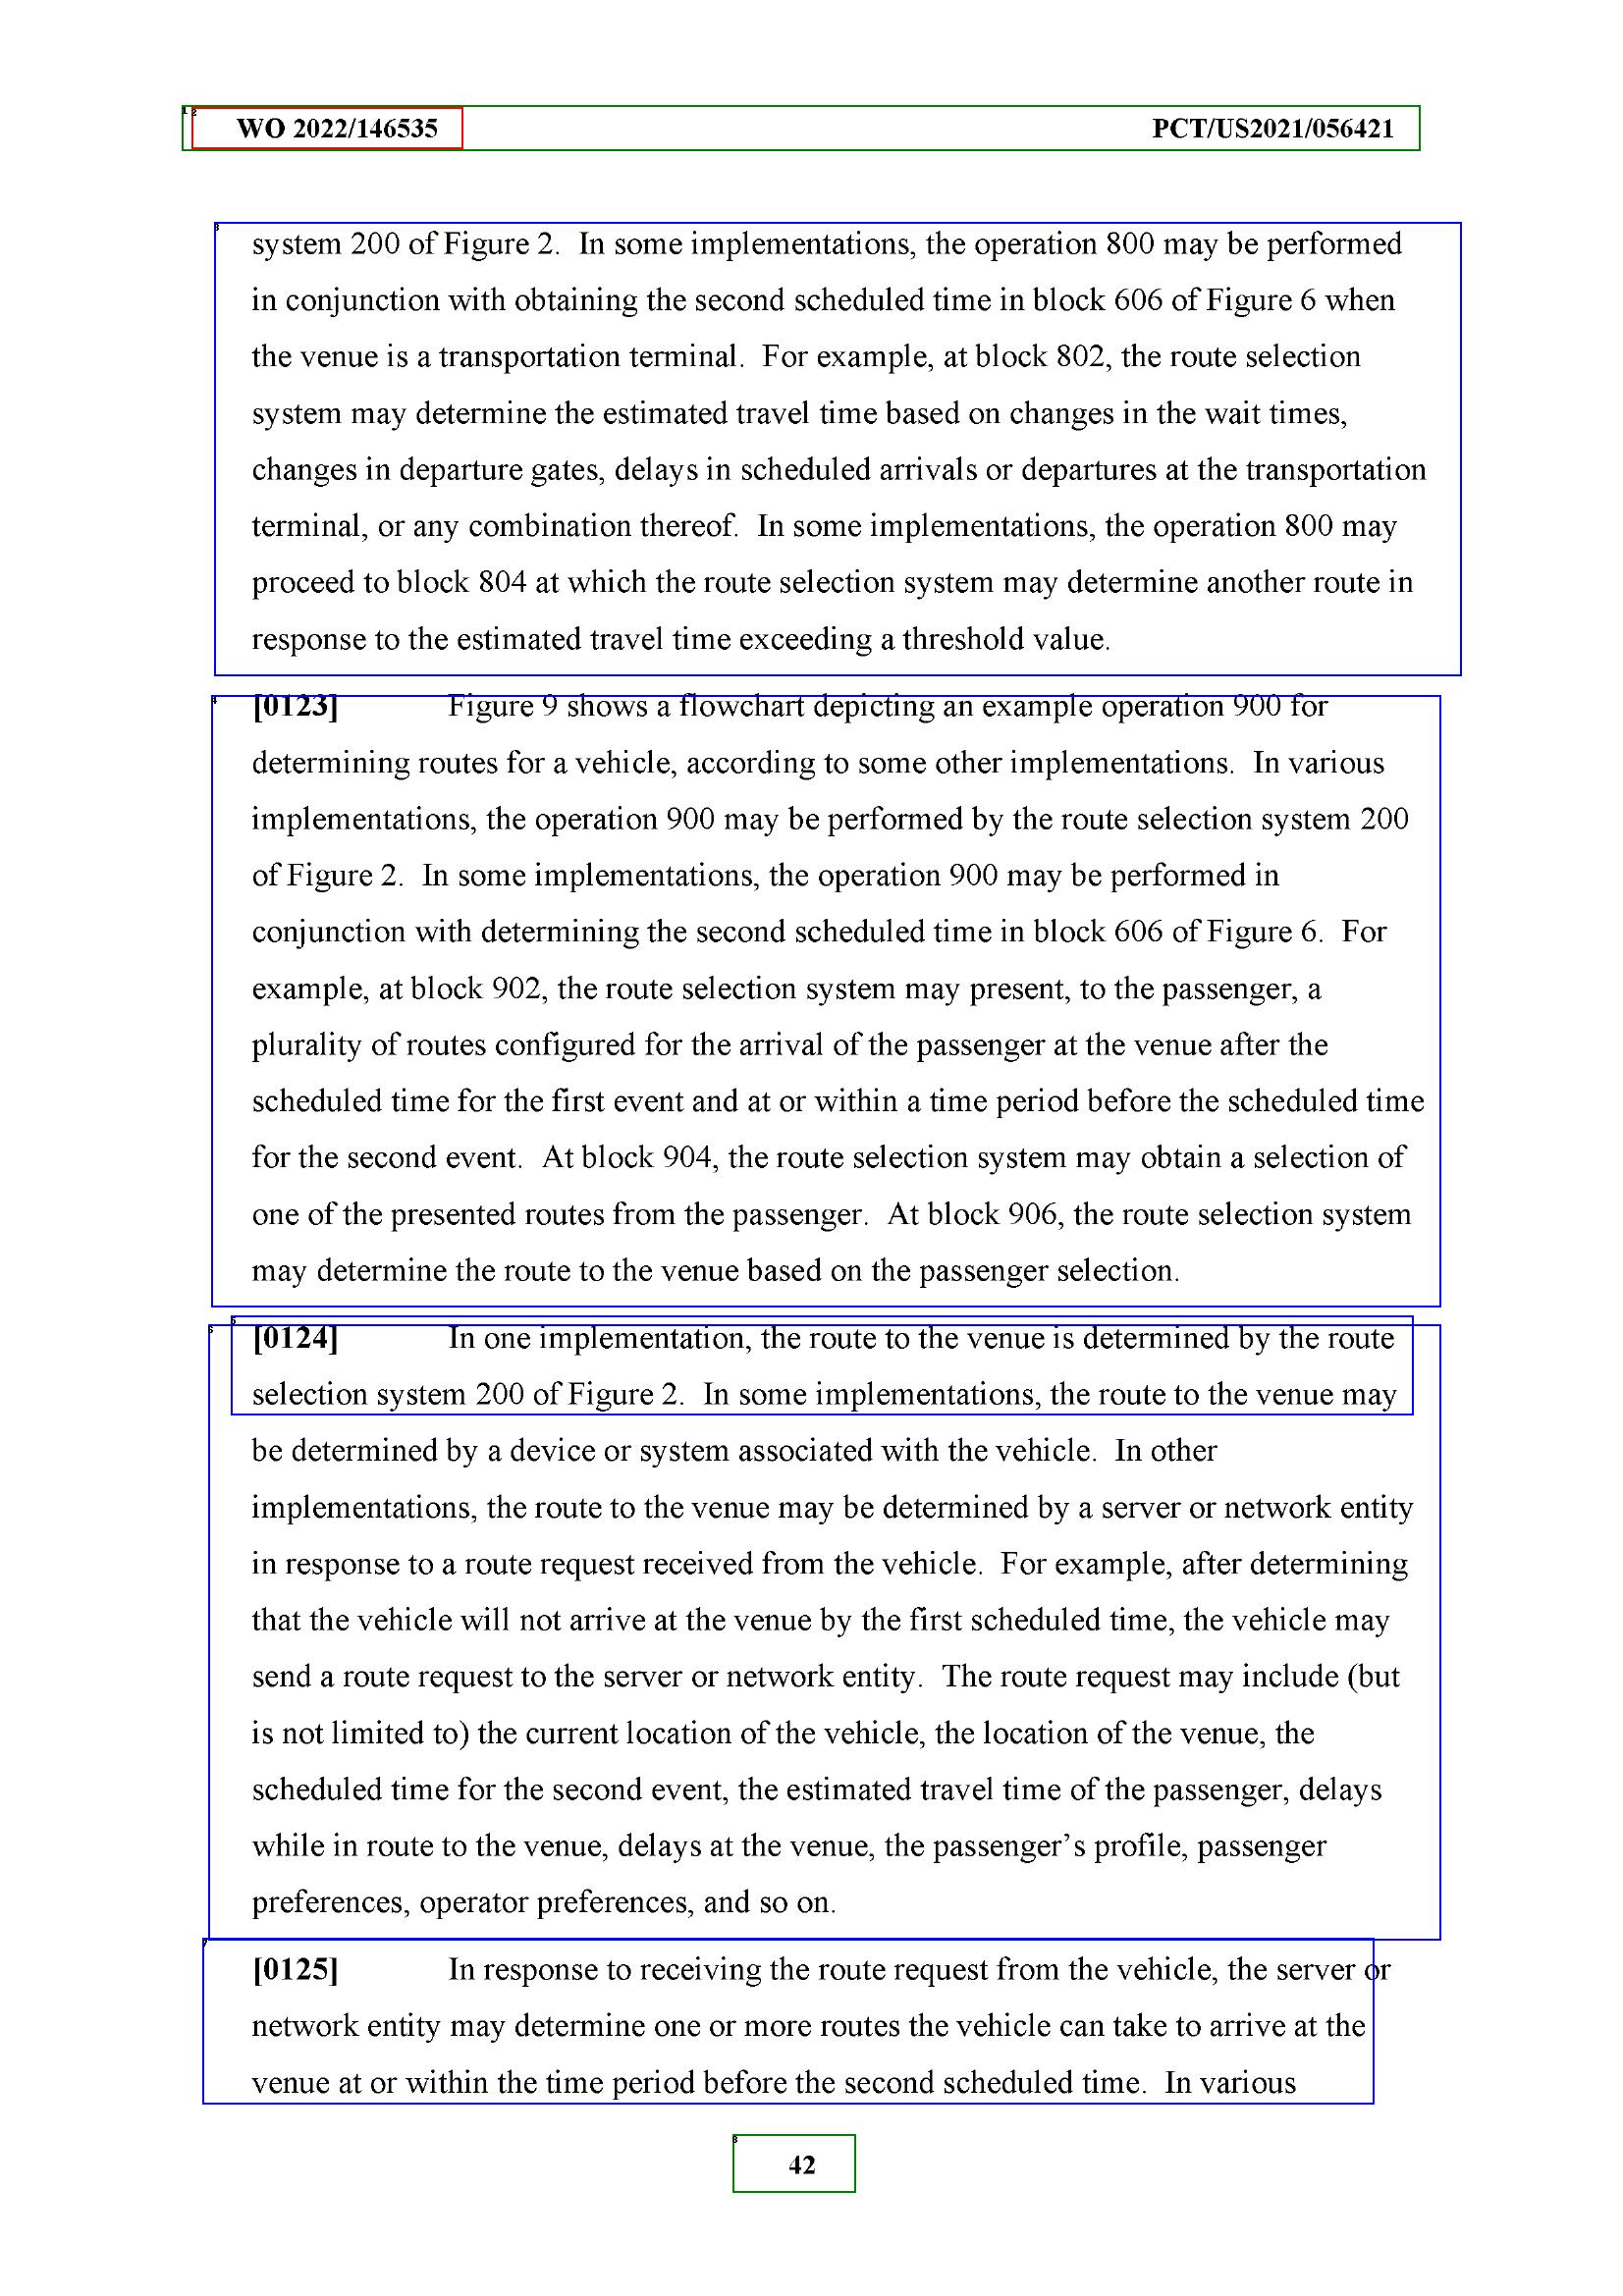 WO 2022/146535 PCT/US2021/056421
system 200 of Figure 2.  In some implementations, the operation 800 may be performed
in conjunction with obtaining the second scheduled time in block 606 of Figure 6 when
the venue is a transportation terminal.  For example, at block 802, the route selection
system may determine the estimated travel time based on changes in the wait times,
changes in departure gates, delays in scheduled arrivals or departures at the transportation
terminal, or any combination thereof.  In some implementations, the operation 800 may
proceed to block 804 at which the route selection system may determine another route in
response to the estimated travel time exceeding a threshold value.
[0123] Figure 9 shows a flowchart depicting an example operation 900 for
determining routes for a vehicle, according to some other implementations.  In various
implementations, the operation 900 may be performed by the route selection system 200
of Figure 2.  In some implementations, the operation 900 may be performed in
conjunction with determining the second scheduled time in block 606 of Figure 6.  For
example, at block 902, the route selection system may present, to the passenger, a
plurality of routes configured for the arrival of the passenger at the venue after the
scheduled time for the first event and at or within a time period before the scheduled time
for the second event.  At block 904, the route selection system may obtain a selection of
one of the presented routes from the passenger.  At block 906, the route selection system
may determine the route to the venue based on the passenger selection.
[0124] In one implementation, the route to the venue is determined by the route
selection system 200 of Figure 2.  In some implementations, the route to the venue may
be determined by a device or system associated with the vehicle.  In other
implementations, the route to the venue may be determined by a server or network entity
in response to a route request received from the vehicle.  For example, after determining
that the vehicle will not arrive at the venue by the first scheduled time, the vehicle may
send a route request to the server or network entity.  The route request may include (but
is not limited to) the current location of the vehicle, the location of the venue, the
scheduled time for the second event, the estimated travel time of the passenger, delays
while in route to the venue, delays at the venue, the passenger’s profile, passenger
preferences, operator preferences, and so on.
[0125] In response to receiving the route request from the vehicle, the server or
network entity may determine one or more routes the vehicle can take to arrive at the
venue at or within the time period before the second scheduled time.  In various
42